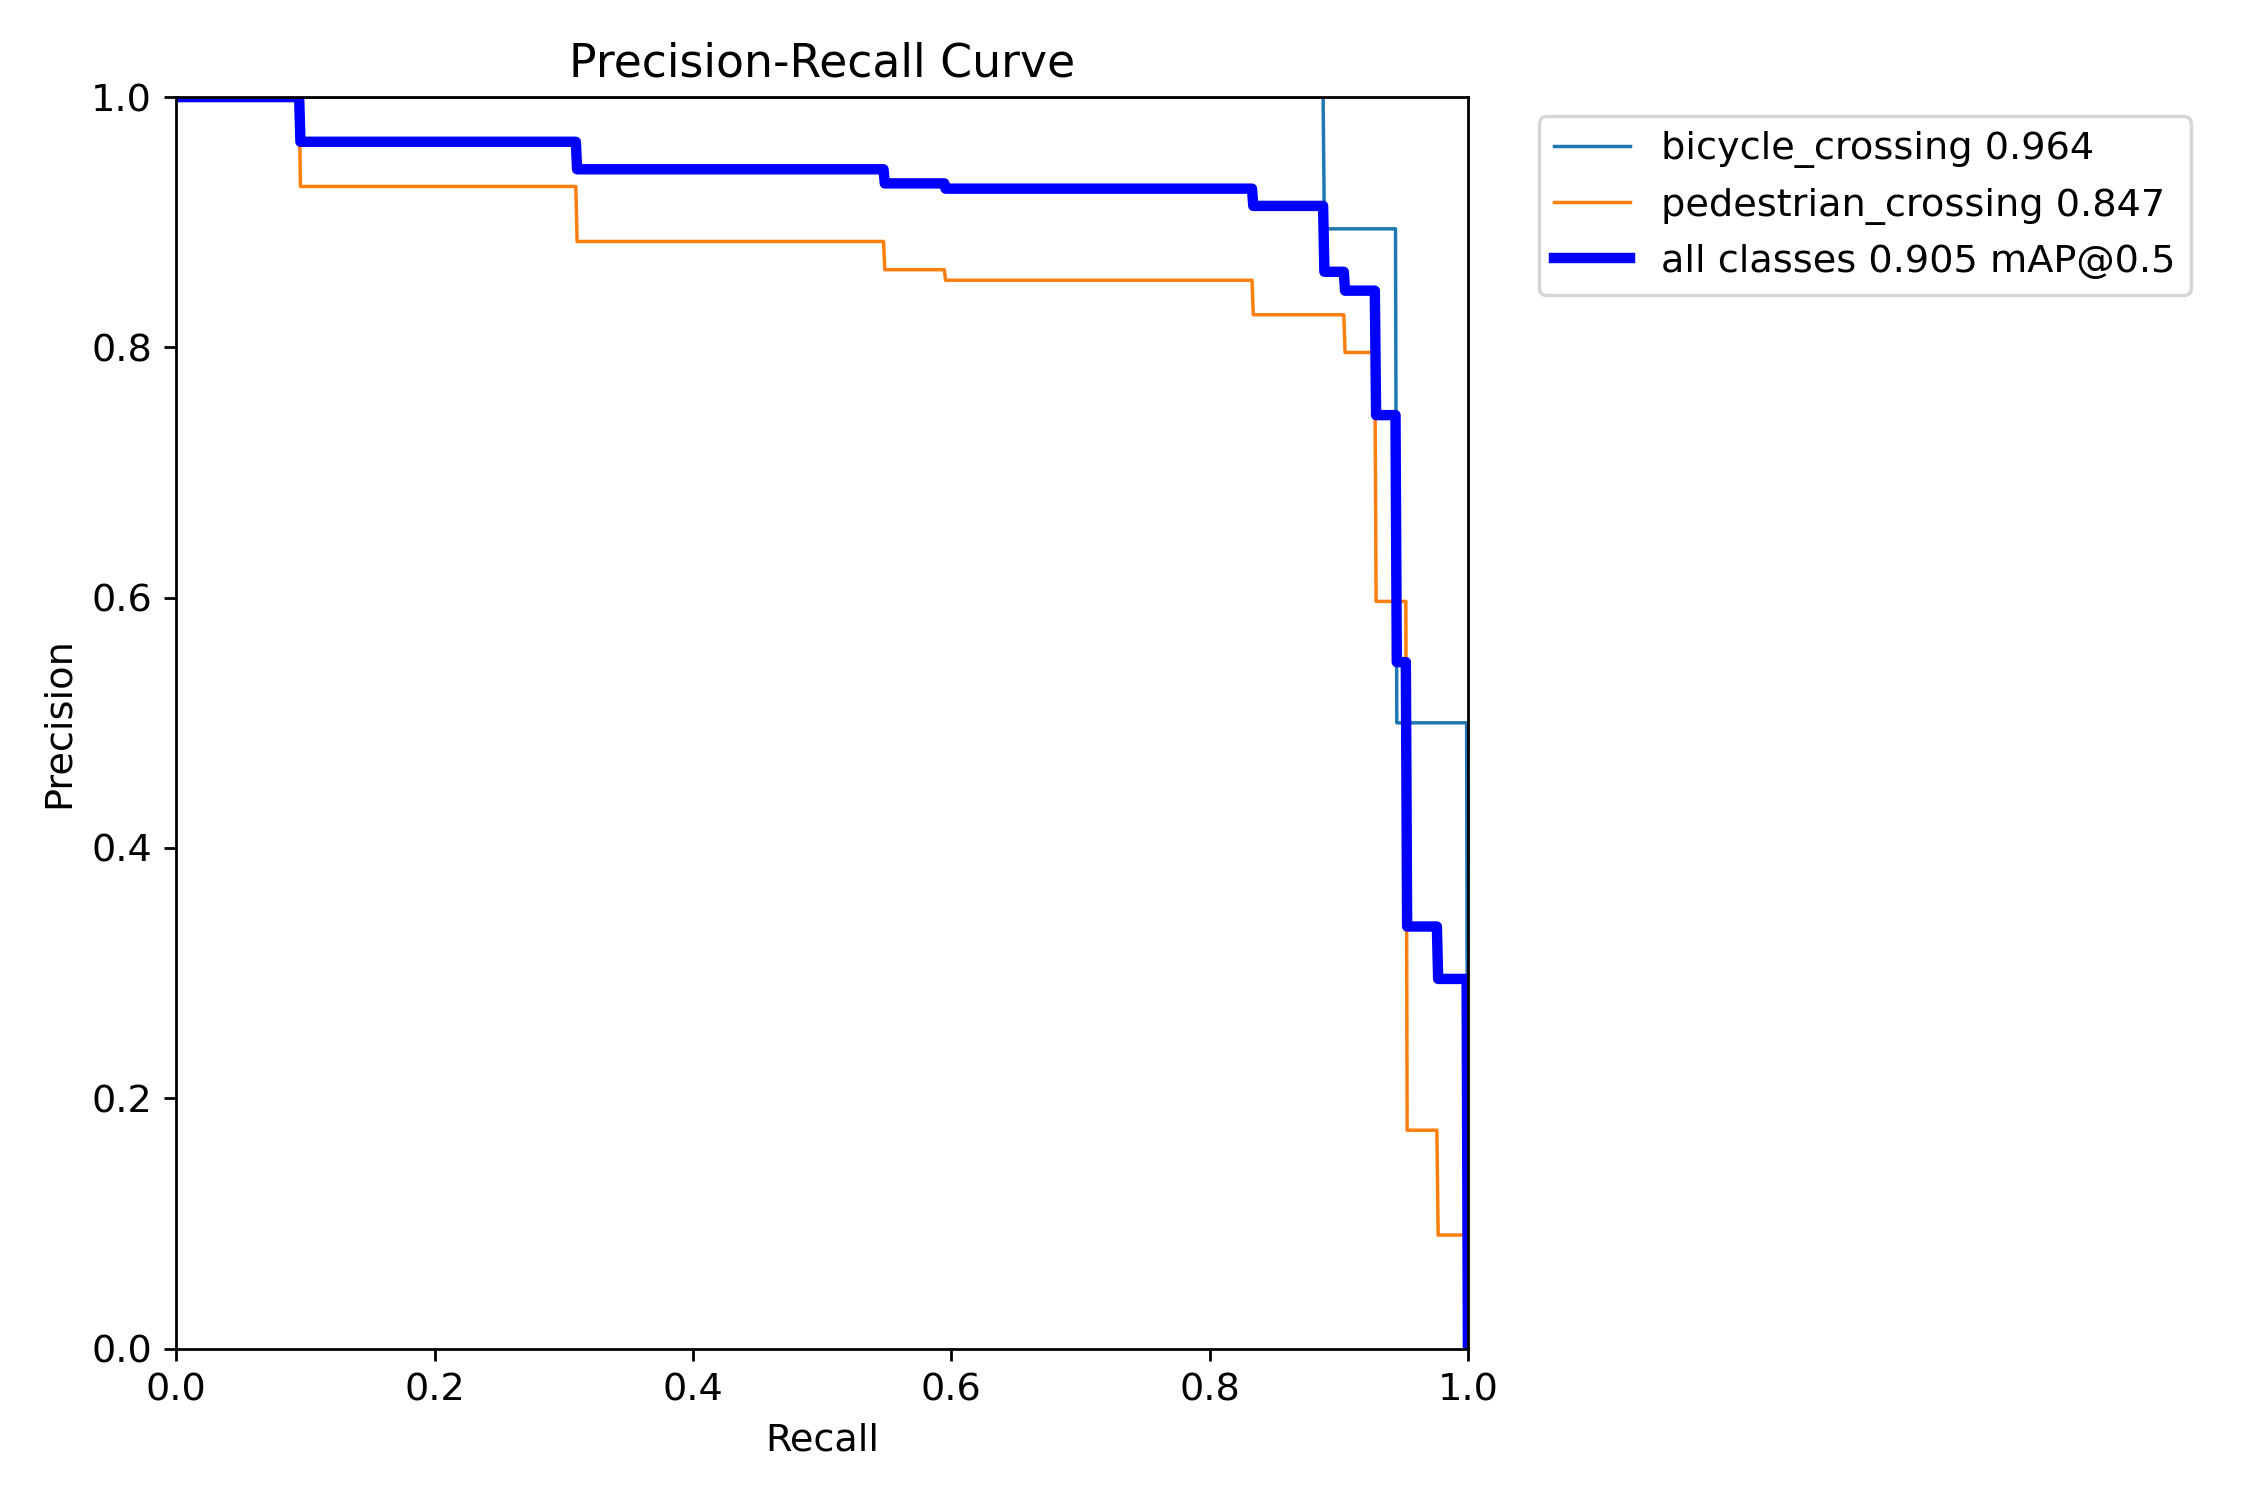 Precision-Recall Curve
1.0
0.8
0.6
0.4
0.2
0.0
Precision
0.0 0.2 0.4 0.6 0.8 1.0
Recall
bicycle_crossing 0.964
pedestrian_crossing 0.847
all classes 0.905 mAP@0.5